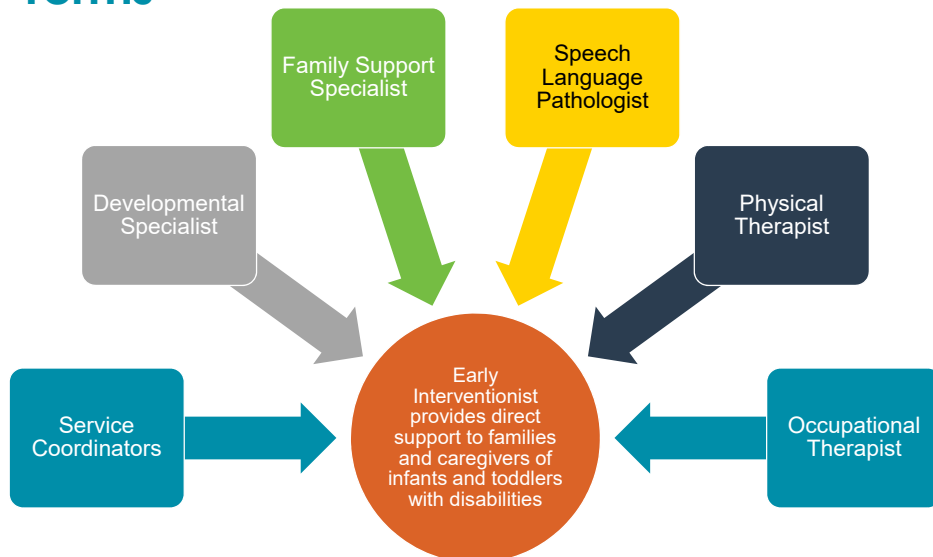 Family Support
Specialist
Speech
Language
Pathologist
Developmental
Specialist
Physical
Therapist
Service
Coordinators
Early
Interventionist
provides direct
support to families
and caregivers of
infants and toddlers
with disabilities
Occupational
Therapist